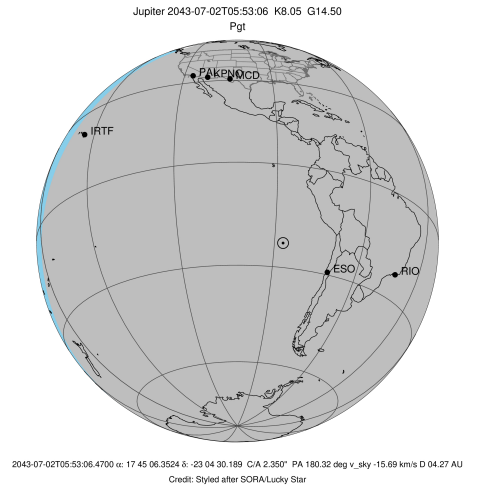 Jupiter 2043-07-02T05:53:06 K8.05 G14.50
Pgt
PAL KPNO MCD
IRTF
ESO
RIO
2043-07-02T05:53:06.4700 α: 17 45 06.3524 δ: -23 04 30.189 C/A 2.350" PA 180.32 deg v_sky -15.69 km/s D 04.27 AU
Credit: Styled after SORA/Lucky Star